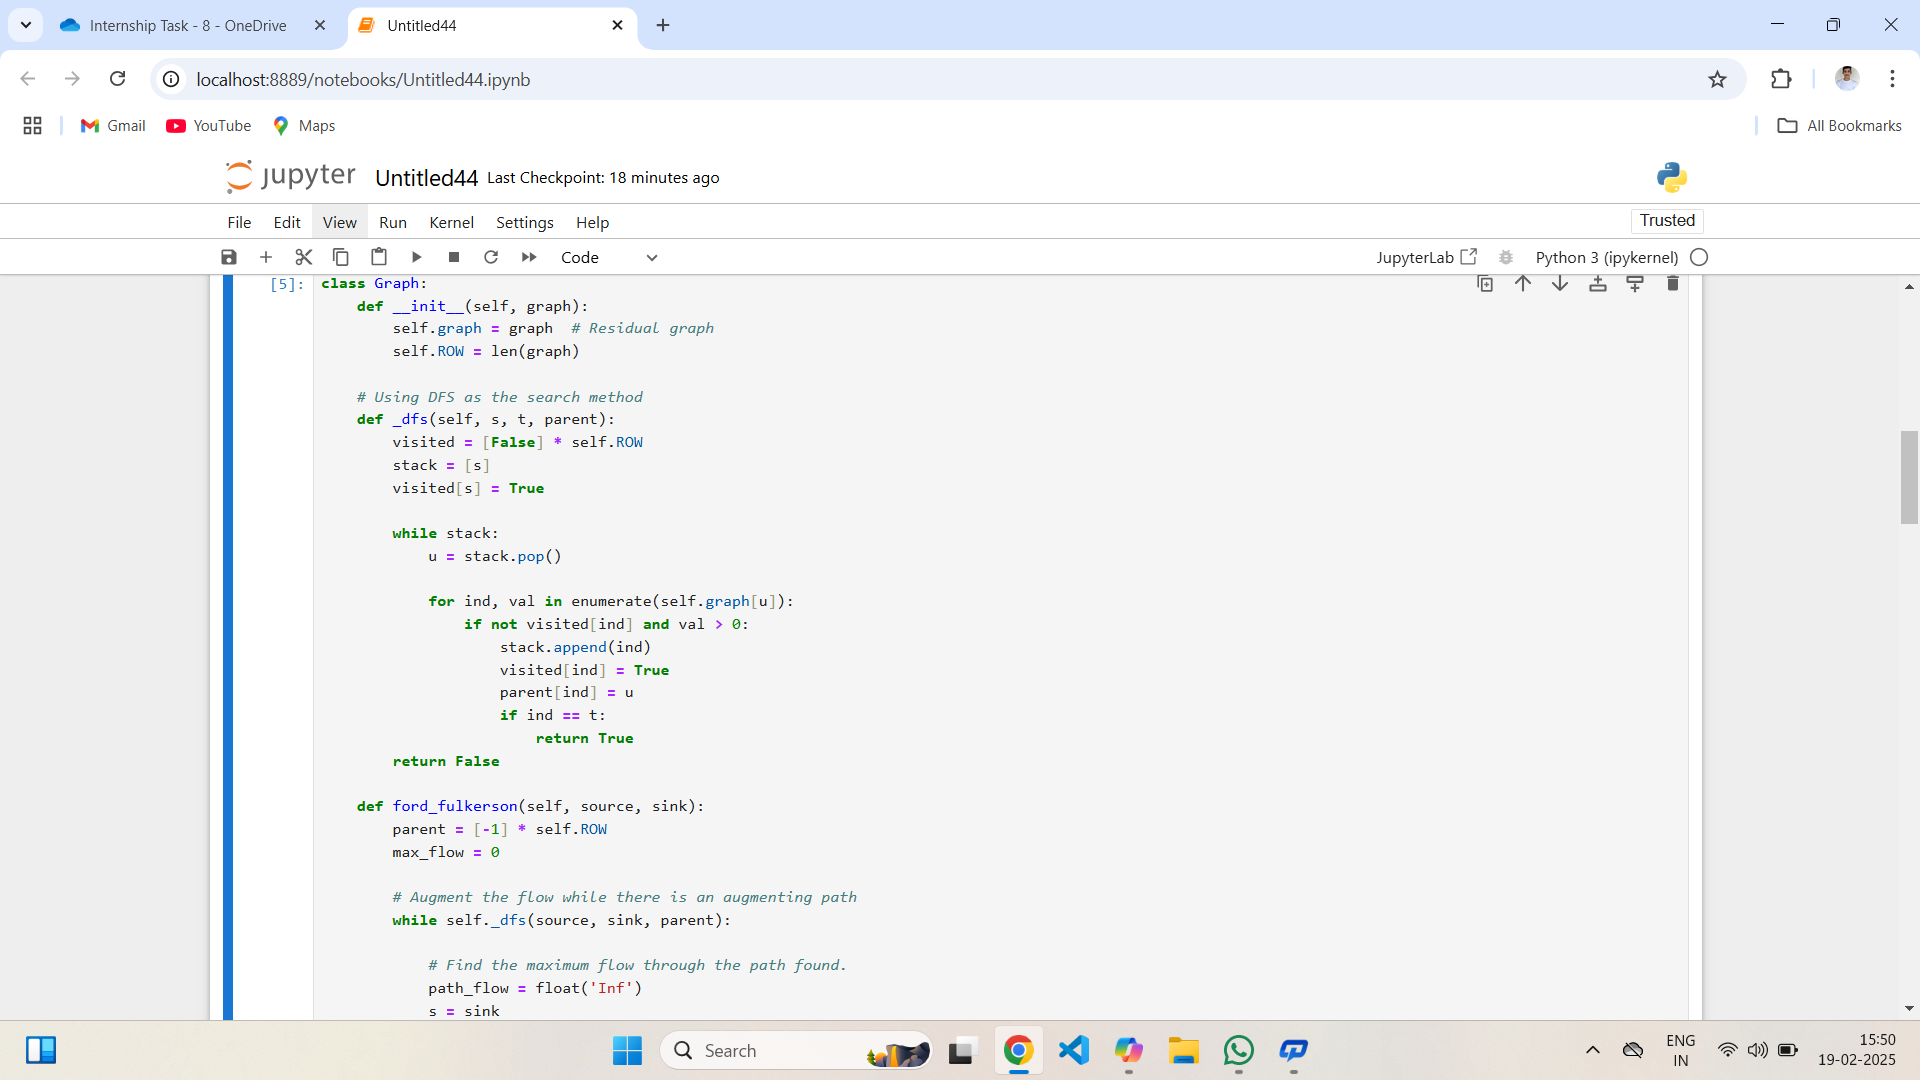 Internship Task - 8 - OneDrive
Untitled44
localhost:8889/notebooks/Untitled44.ipynb
Gmail
YouTube
Maps
All Bookmarks
jupyter
Untitled44
Last Checkpoint: 18 minutes ago
File
Edit
View
Run
Kernel
Settings
Help
Trusted
Code
JupyterLab
Python 3 (ipykernel)
[5]:
class Graph:
    def __init__(self, graph):
        self.graph = graph  # Residual graph
        self.ROW = len(graph)
    # Using DFS as the search method
    def _dfs(self, s, t, parent):
        visited = [False] * self.ROW
        stack = [s]
        visited[s] = True
        while stack:
            u = stack.pop()
            for ind, val in enumerate(self.graph[u]):
                if not visited[ind] and val > 0:
                    stack.append(ind)
                    visited[ind] = True
                    parent[ind] = u
                    if ind == t:
                        return True
        return False
    def ford_fulkerson(self, source, sink):
        parent = [-1] * self.ROW
        max_flow = 0
        # Augment the flow while there is an augmenting path
        while self._dfs(source, sink, parent):
            # Find the maximum flow through the path found.
            path_flow = float('Inf')
            s = sink
Search
ENG
IN
15:50
19-02-2025